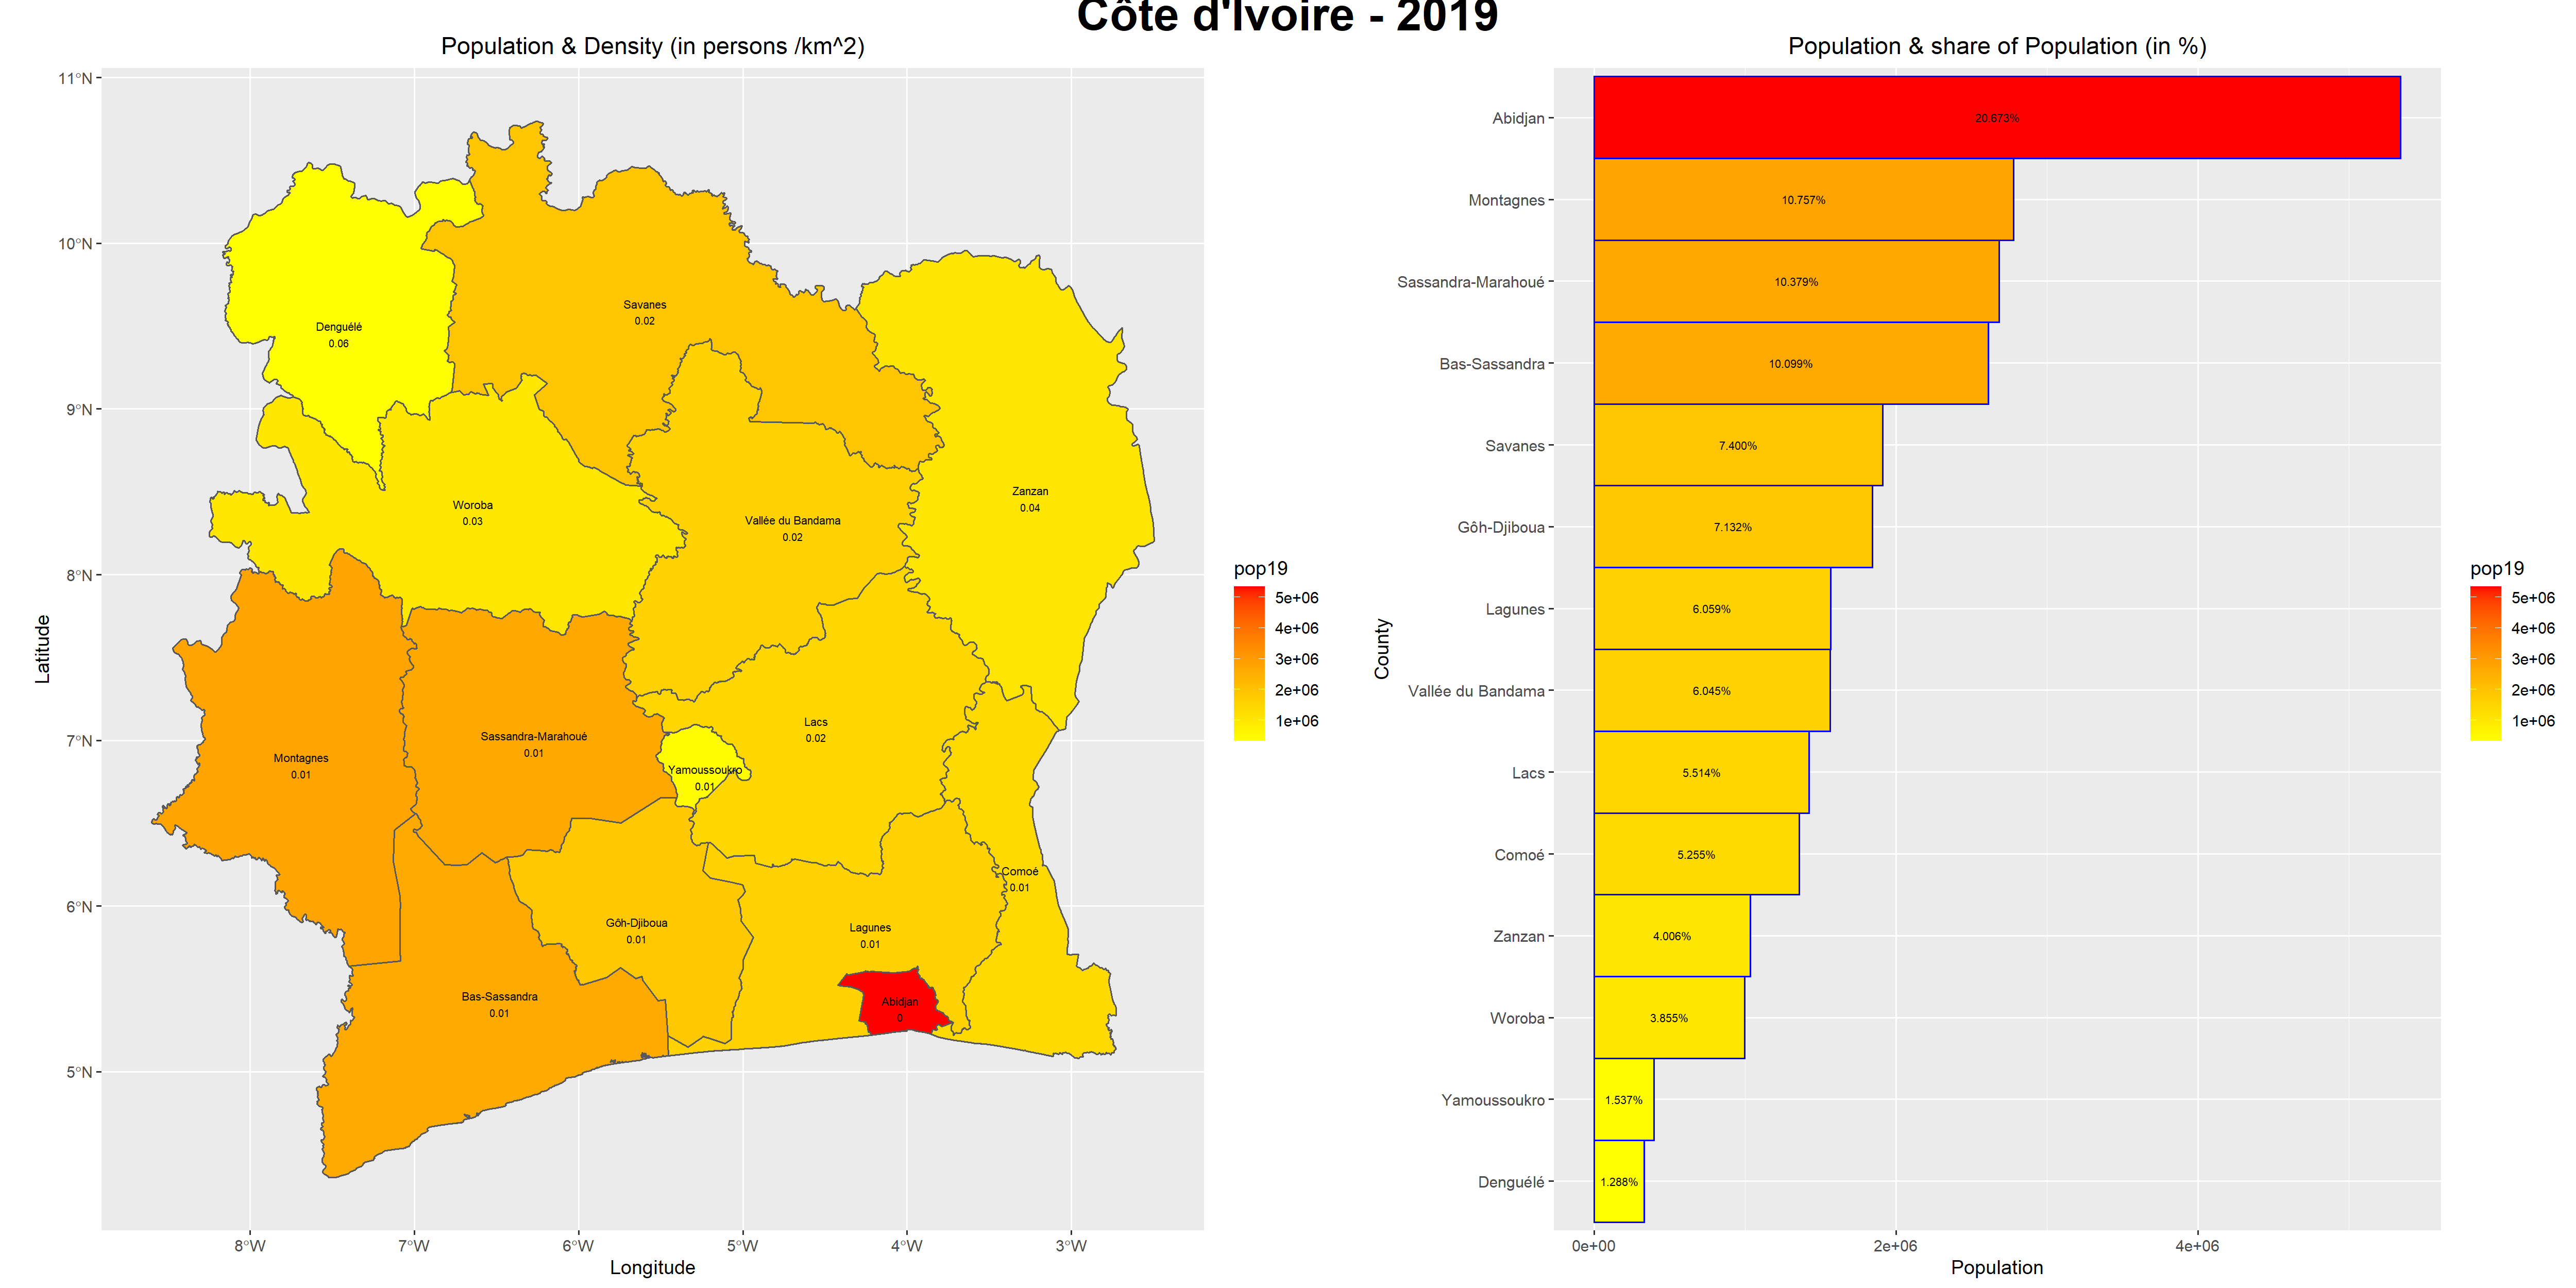 Côte d'Ivoire - 2019
Population & Density (in persons /km^2)
11°N
10°N
9°N
8°N
7°N
6°N
5°N
Latitude
8°W
7°W
6°W
5°W
4°W
3°W
Longitude
Denguélé
0.06
Savanes
0.02
Woroba
0.03
Vallée du Bandama
0.02
Zanzan
0.04
Montagnes
0.01
Sassandra-Marahoué
0.01
Yamoussoukro
0.01
Lacs
0.02
Comoé
0.01
Gôh-Djiboua
0.01
Lagunes
0.01
Bas-Sassandra
0.01
Abidjan
0
pop19
5e+06
4e+06
3e+06
2e+06
1e+06
Population & share of Population (in %)
County
Abidjan
20.673%
Montagnes
10.757%
Sassandra-Marahoué
10.379%
Bas-Sassandra
10.099%
Savanes
7.400%
Gôh-Djiboua
7.132%
Lagunes
6.059%
Vallée du Bandama
6.045%
Lacs
5.514%
Comoé
5.255%
Zanzan
4.006%
Woroba
3.855%
Yamoussoukro
1.537%
Denguélé
1.288%
0e+00
2e+06
4e+06
Population
pop19
5e+06
4e+06
3e+06
2e+06
1e+06